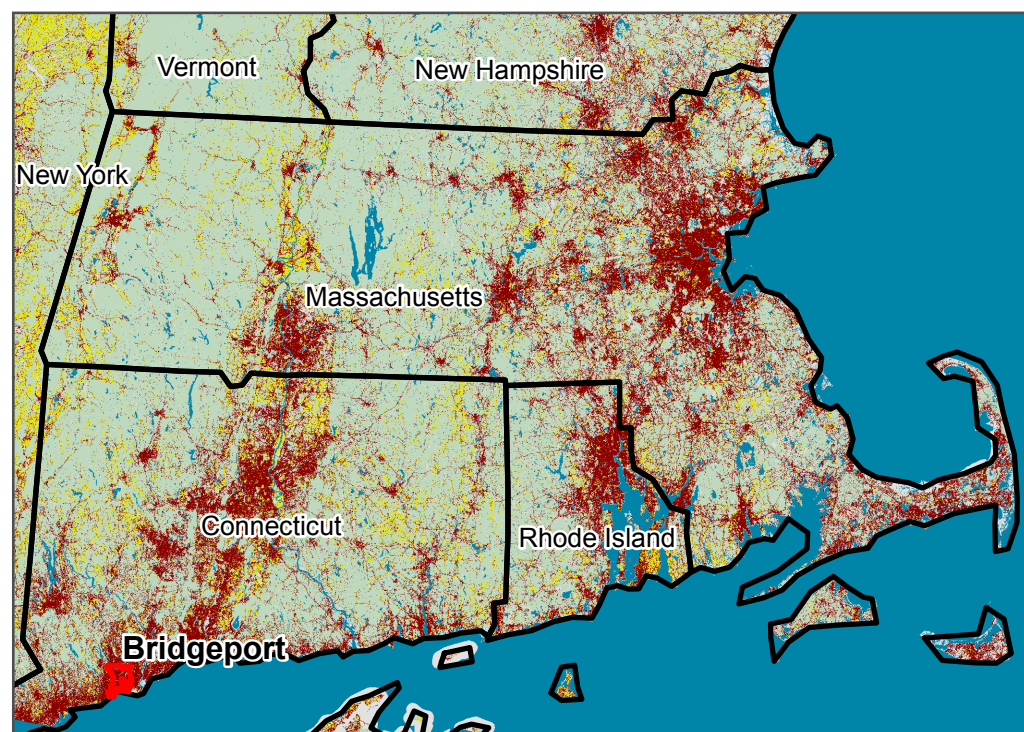 Vermont
New Hampshire
New York
Massachusetts
Connecticut
Rhode Island
Bridgeport